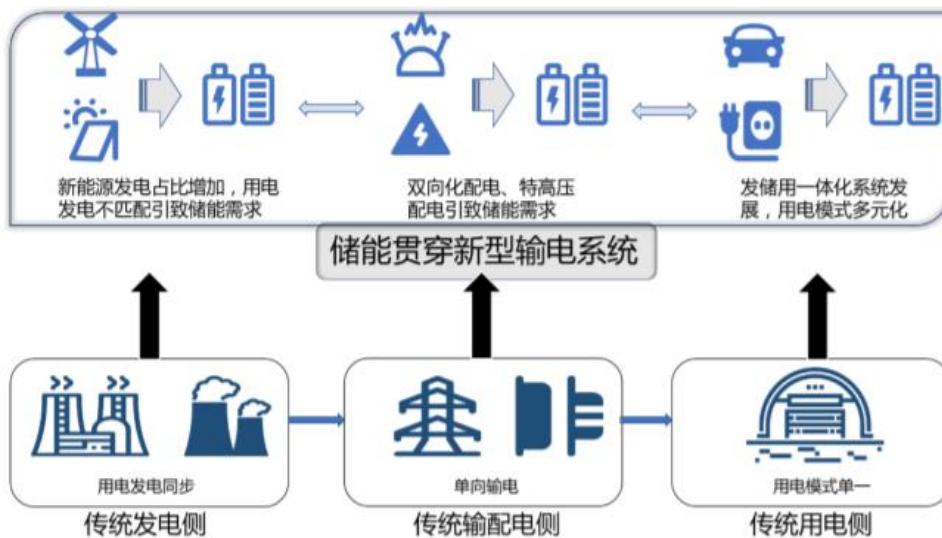 新能源发电占比增加，用电
发电不匹配引致储能需求
双向化配电、特高压
配电引致储能需求
发储用一体化系统发
展，用电模式多元化
储能贯穿新型输电系统
用电发电同步
单向输电
用电模式单一
传统发电侧
传统输配电侧
传统用电侧